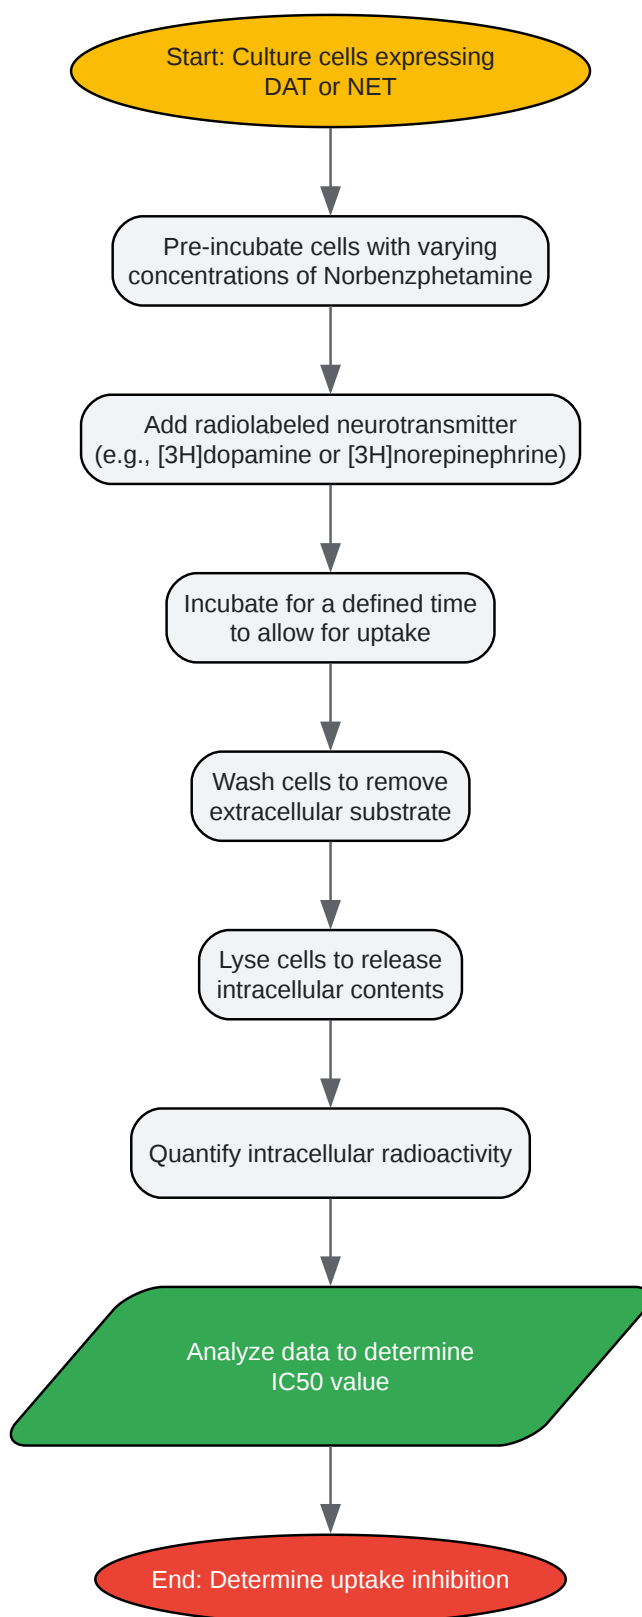 Start: Culture cells expressing
DAT or NET
Pre-incubate cells with varying
concentrations of Norbenzphetamine
Add radiolabeled neurotransmitter
(e.g., [3H]dopamine or [3H]norepinephrine)
Incubate for a defined time
to allow for uptake
Wash cells to remove
extracellular substrate
Lyse cells to release
intracellular contents
Quantify intracellular radioactivity
Analyze data to determine
IC50 value
End: Determine uptake inhibition